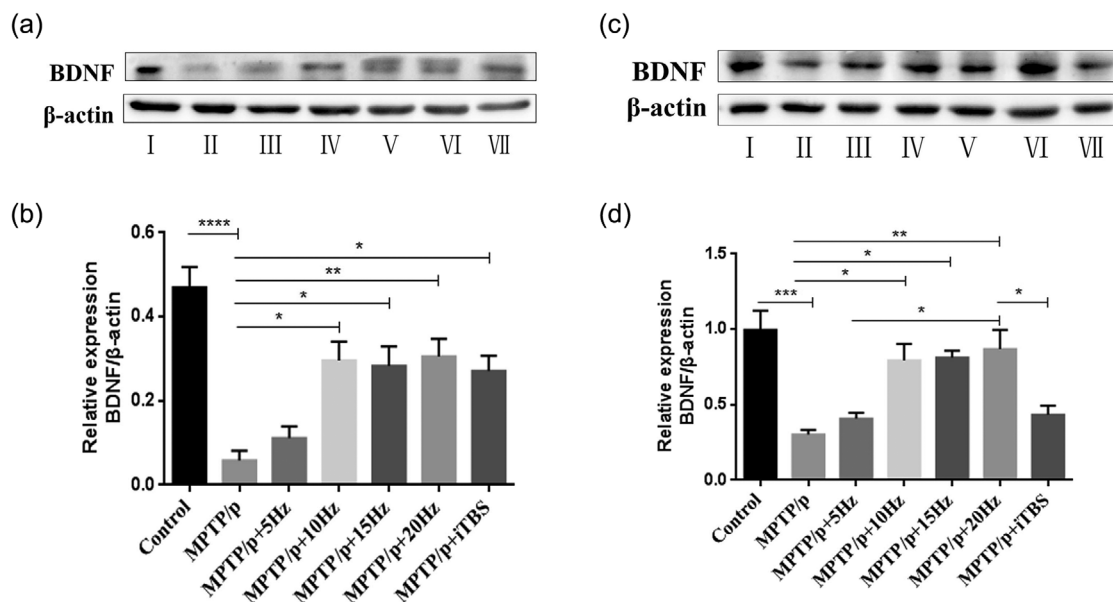 (a)
BDNF
β-actin
Ⅰ Ⅱ Ⅲ Ⅳ Ⅴ Ⅵ Ⅶ
(b)
Relative expression
BDNF/β-actin
0.6
0.4
0.2
0.0
****
*
**
*
*
Control
MPTP/p
MPTP/p+5Hz
MPTP/p+10Hz
MPTP/p+15Hz
MPTP/p+20Hz
MPTP/p+iTBS
(c)
BDNF
β-actin
Ⅰ Ⅱ Ⅲ Ⅳ Ⅴ Ⅵ Ⅶ
(d)
Relative expression
BDNF/β-actin
1.5
1.0
0.5
0.0
**
*
*
***
*
*
Control
MPTP/p
MPTP/p+5Hz
MPTP/p+10Hz
MPTP/p+15Hz
MPTP/p+20Hz
MPTP/p+iTBS